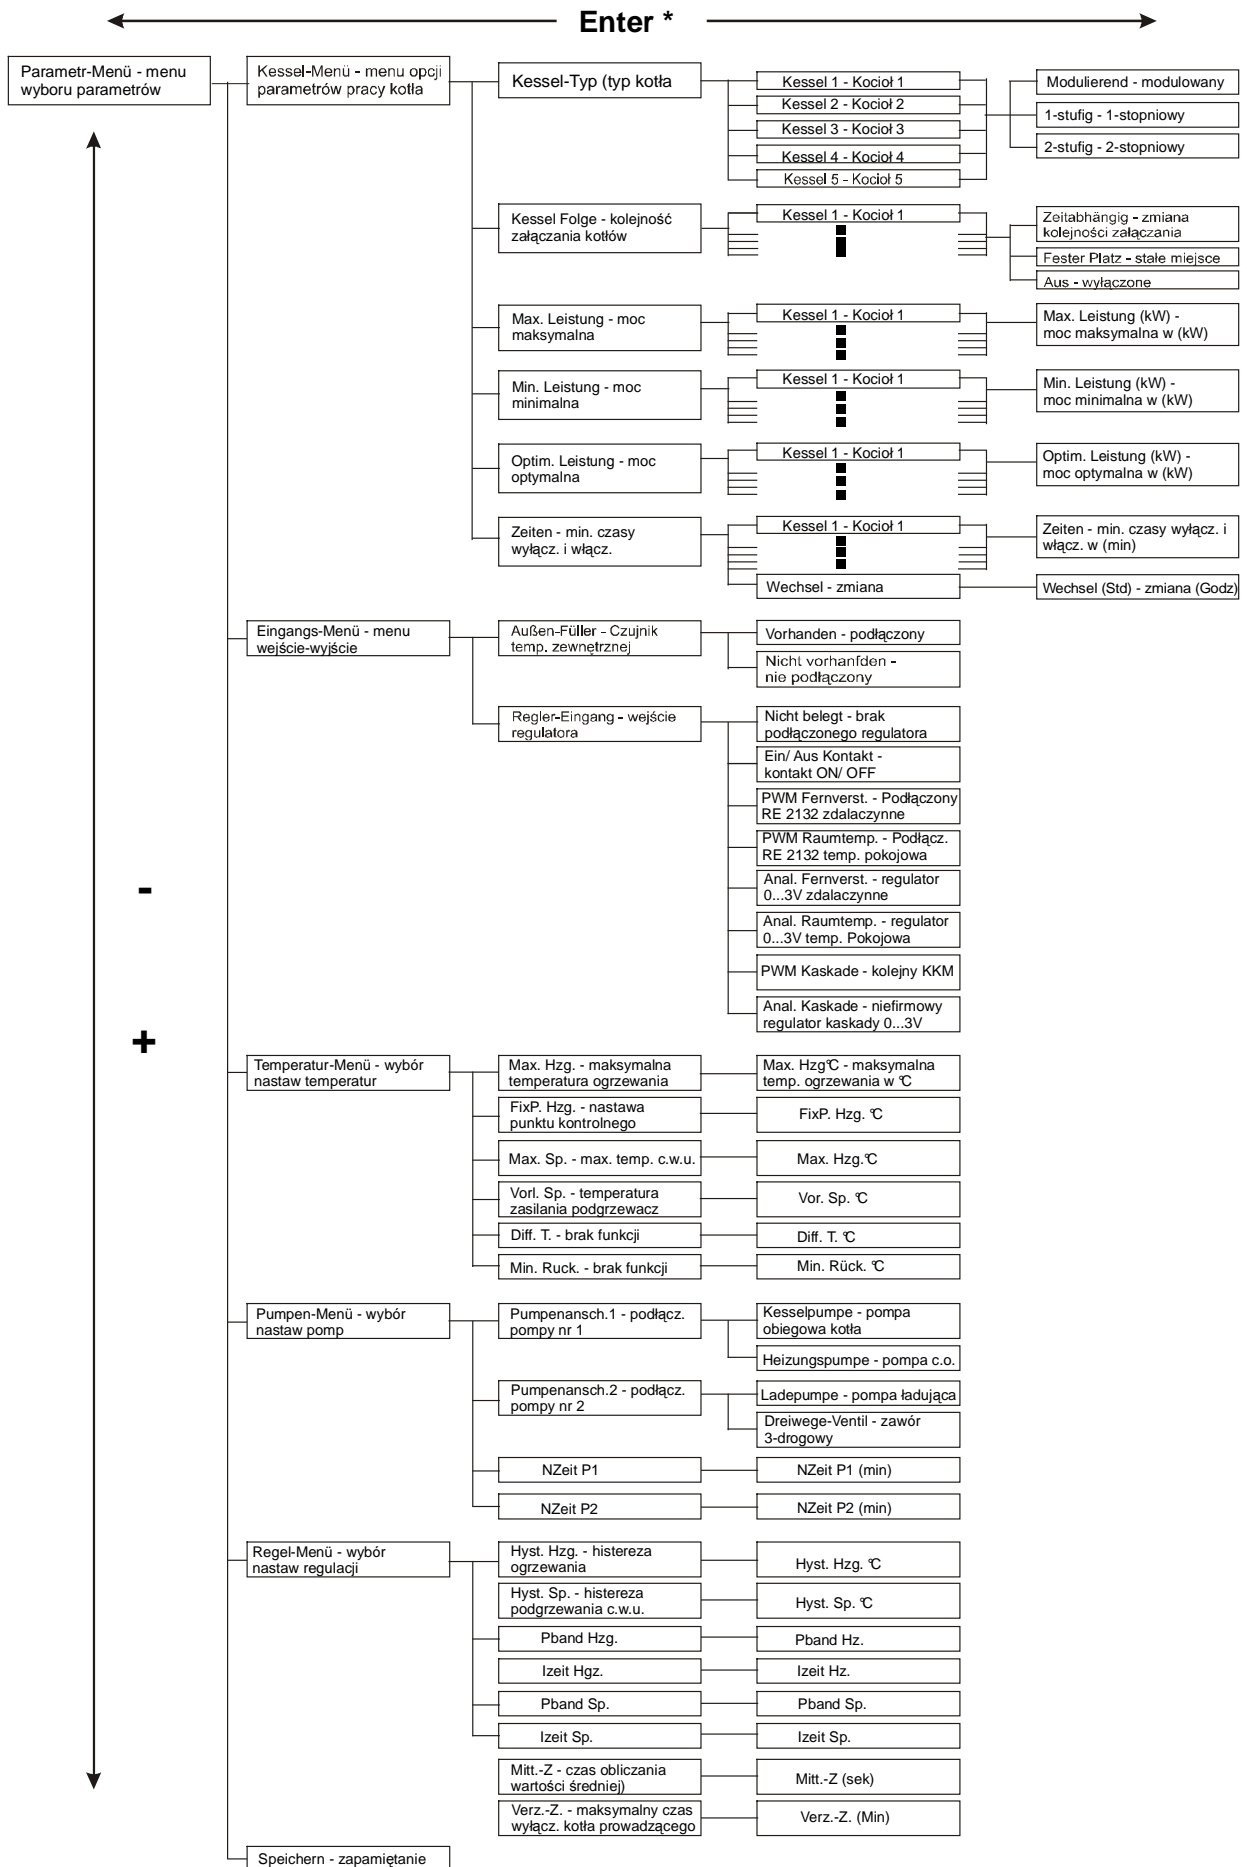 Enter *
Parametr-Menü - menu
wyboru parametrów
Kessel-Menü - menu opcji
parametrów pracy kotła
Kessel-Typ (typ kotła
Kessel 1 - Kocioł 1
Kessel 2 - Kocioł 2
Kessel 3 - Kocioł 3
Kessel 4 - Kocioł 4
Kessel 5 - Kocioł 5
Modulierend - modulowany
1-stufig - 1-stopniowy
2-stufig - 2-stopniowy
Kessel Folge - kolejność
załączania kotłów
Kessel 1 - Kocioł 1
Zeitabhängig - zmiana
kolejności załączania
Fester Platz - stałe miejsce
Aus - wyłączone
Max. Leistung - moc
maksymalna
Kessel 1 - Kocioł 1
Max. Leistung (kW) -
moc maksymalna w (kW)
Min. Leistung - moc
minimalna
Kessel 1 - Kocioł 1
Min. Leistung (kW) -
moc minimalna w (kW)
Optim. Leistung - moc
optymalna
Kessel 1 - Kocioł 1
Optim. Leistung (kW) -
moc optymalna w (kW)
Zeiten - min. czasy
wyłącz. i włącz.
Kessel 1 - Kocioł 1
Zeiten - min. czasy wyłącz. i
włącz. w (min)
Wechsel - zmiana
Wechsel (Std) - zmiana (Godz)
Eingangs-Menü - menu
wejście-wyjście
Außen-Füller - Czujnik
temp. zewnętrznej
Vorhanden - podłączony
Nicht vorhanfden -
nie podłączony
Regler-Eingang - wejście
regulatora
Nicht belegt - brak
podłączonego regulatora
Ein/ Aus Kontakt -
kontakt ON/ OFF
PWM Fernverst. - Podłączony
RE 2132 zdalaczynne
PWM Raumtemp. - Podłącz.
RE 2132 temp. pokojowa
Anal. Fernverst. - regulator
0...3V zdalaczynne
Anal. Raumtemp. - regulator
0...3V temp. Pokojowa
PWM Kaskade - kolejny KKM
Anal. Kaskade - niefirmowy
regulator kaskady 0...3V
-
+
Temperatur-Menü - wybór
nastaw temperatur
Max. Hzg. - maksymalna
temperatura ogrzewania
Max. Hzg°C - maksymalna
temp. ogrzewania w °C
FixP. Hzg. - nastawa
punktu kontrolnego
FixP. Hzg. °C
Max. Sp. - max. temp. c.w.u.
Max. Hzg.°C
Vorl. Sp. - temperatura
zasilania podgrzewacz
Vor. Sp. °C
Diff. T. - brak funkcji
Diff. T. °C
Min. Ruck. - brak funkcji
Min. Rück. °C
Pumpen-Menü - wybór
nastaw pomp
Pumpenansch.1 - podłącz.
pompy nr 1
Kesselpumpe - pompa
obiegowa kotła
Heizungspumpe - pompa c.o.
Pumpenansch.2 - podłącz.
pompy nr 2
Ladepumpe - pompa ładująca
Dreiwege-Ventil - zawór
3-drogowy
NZeit P1
NZeit P1 (min)
NZeit P2
NZeit P2 (min)
Regel-Menü - wybór
nastaw regulacji
Hyst. Hzg. - histereza
ogrzewania
Hyst. Hzg. °C
Hyst. Sp. - histereza
podgrzewania c.w.u.
Hyst. Sp. °C
Pband Hzg.
Pband Hz.
Izeit Hgz.
Izeit Hz.
Pband Sp.
Pband Sp.
Izeit Sp.
Izeit Sp.
Mitt.-Z - czas obliczania
wartości średniej)
Mitt.-Z (sek)
Verz.-Z. - maksymalny czas
wyłącz. kotła prowadzącego
Verz.-Z. (Min)
Speichern - zapamiętanie